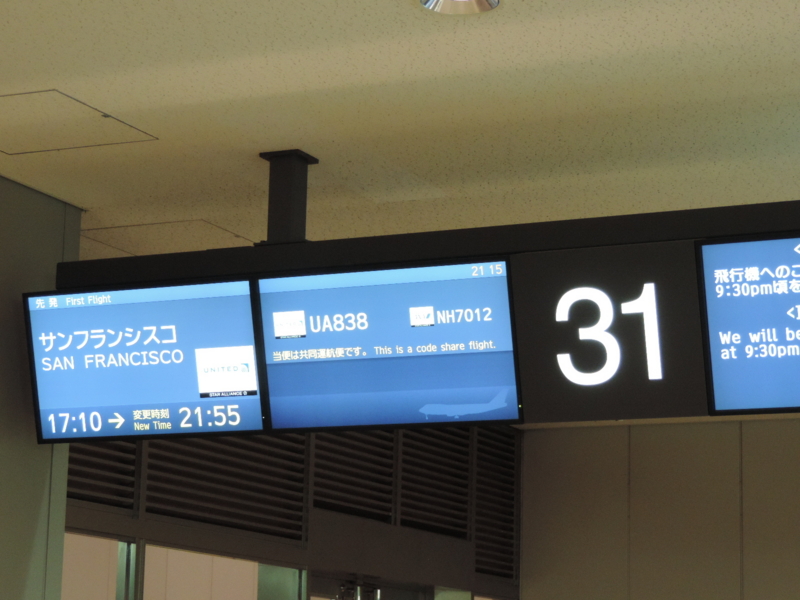 先発 First Flight
サンフランシスコ
SAN FRANCISCO
UNITED
STAR ALLIANCE
17:10 → 変更時刻 New Time 21:55
21 15
UA838 NH7012
当便は共同運航便です。 This is a code share flight.
31
飛行機へのご
9:30pm頃を
We will be
at 9:30pm